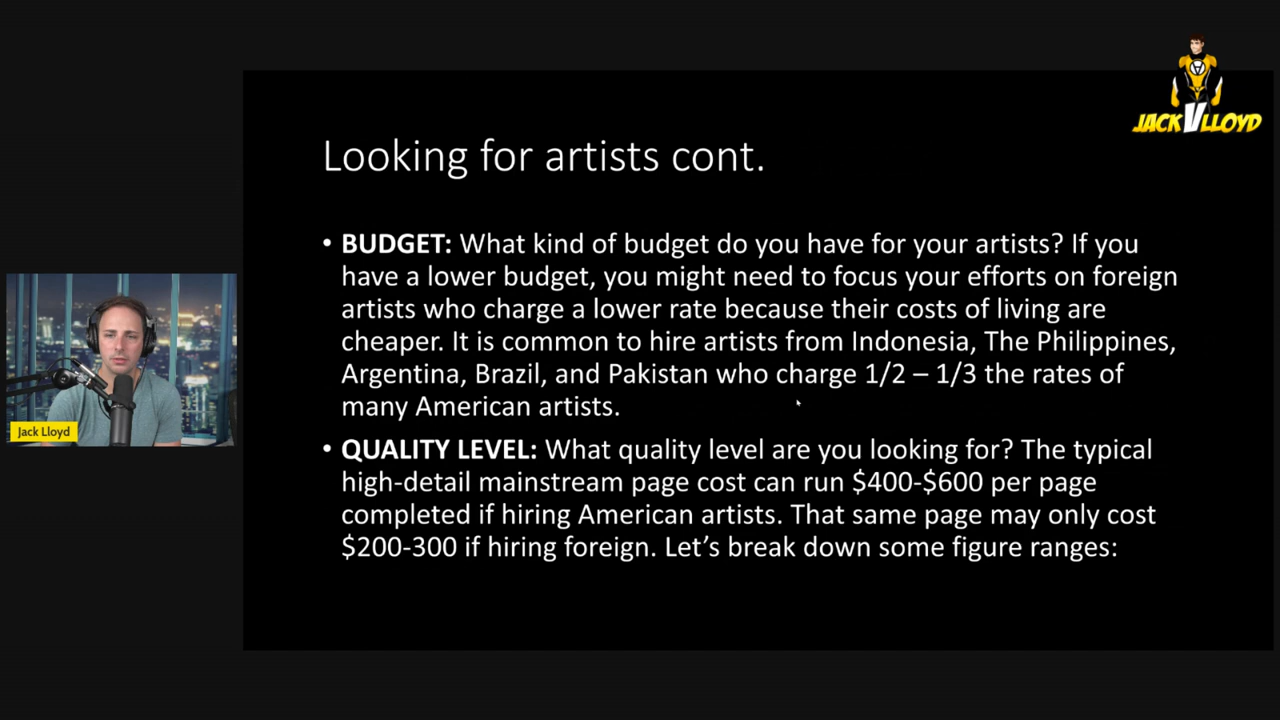 JACK V LLOYD
Looking for artists cont.
• BUDGET: What kind of budget do you have for your artists? If you
have a lower budget, you might need to focus your efforts on foreign
artists who charge a lower rate because their costs of living are
cheaper. It is common to hire artists from Indonesia, The Philippines,
Argentina, Brazil, and Pakistan who charge 1/2 – 1/3 the rates of
many American artists.
• QUALITY LEVEL: What quality level are you looking for? The typical
high-detail mainstream page cost can run $400-$600 per page
completed if hiring American artists. That same page may only cost
$200-300 if hiring foreign. Let’s break down some figure ranges:
Jack Lloyd